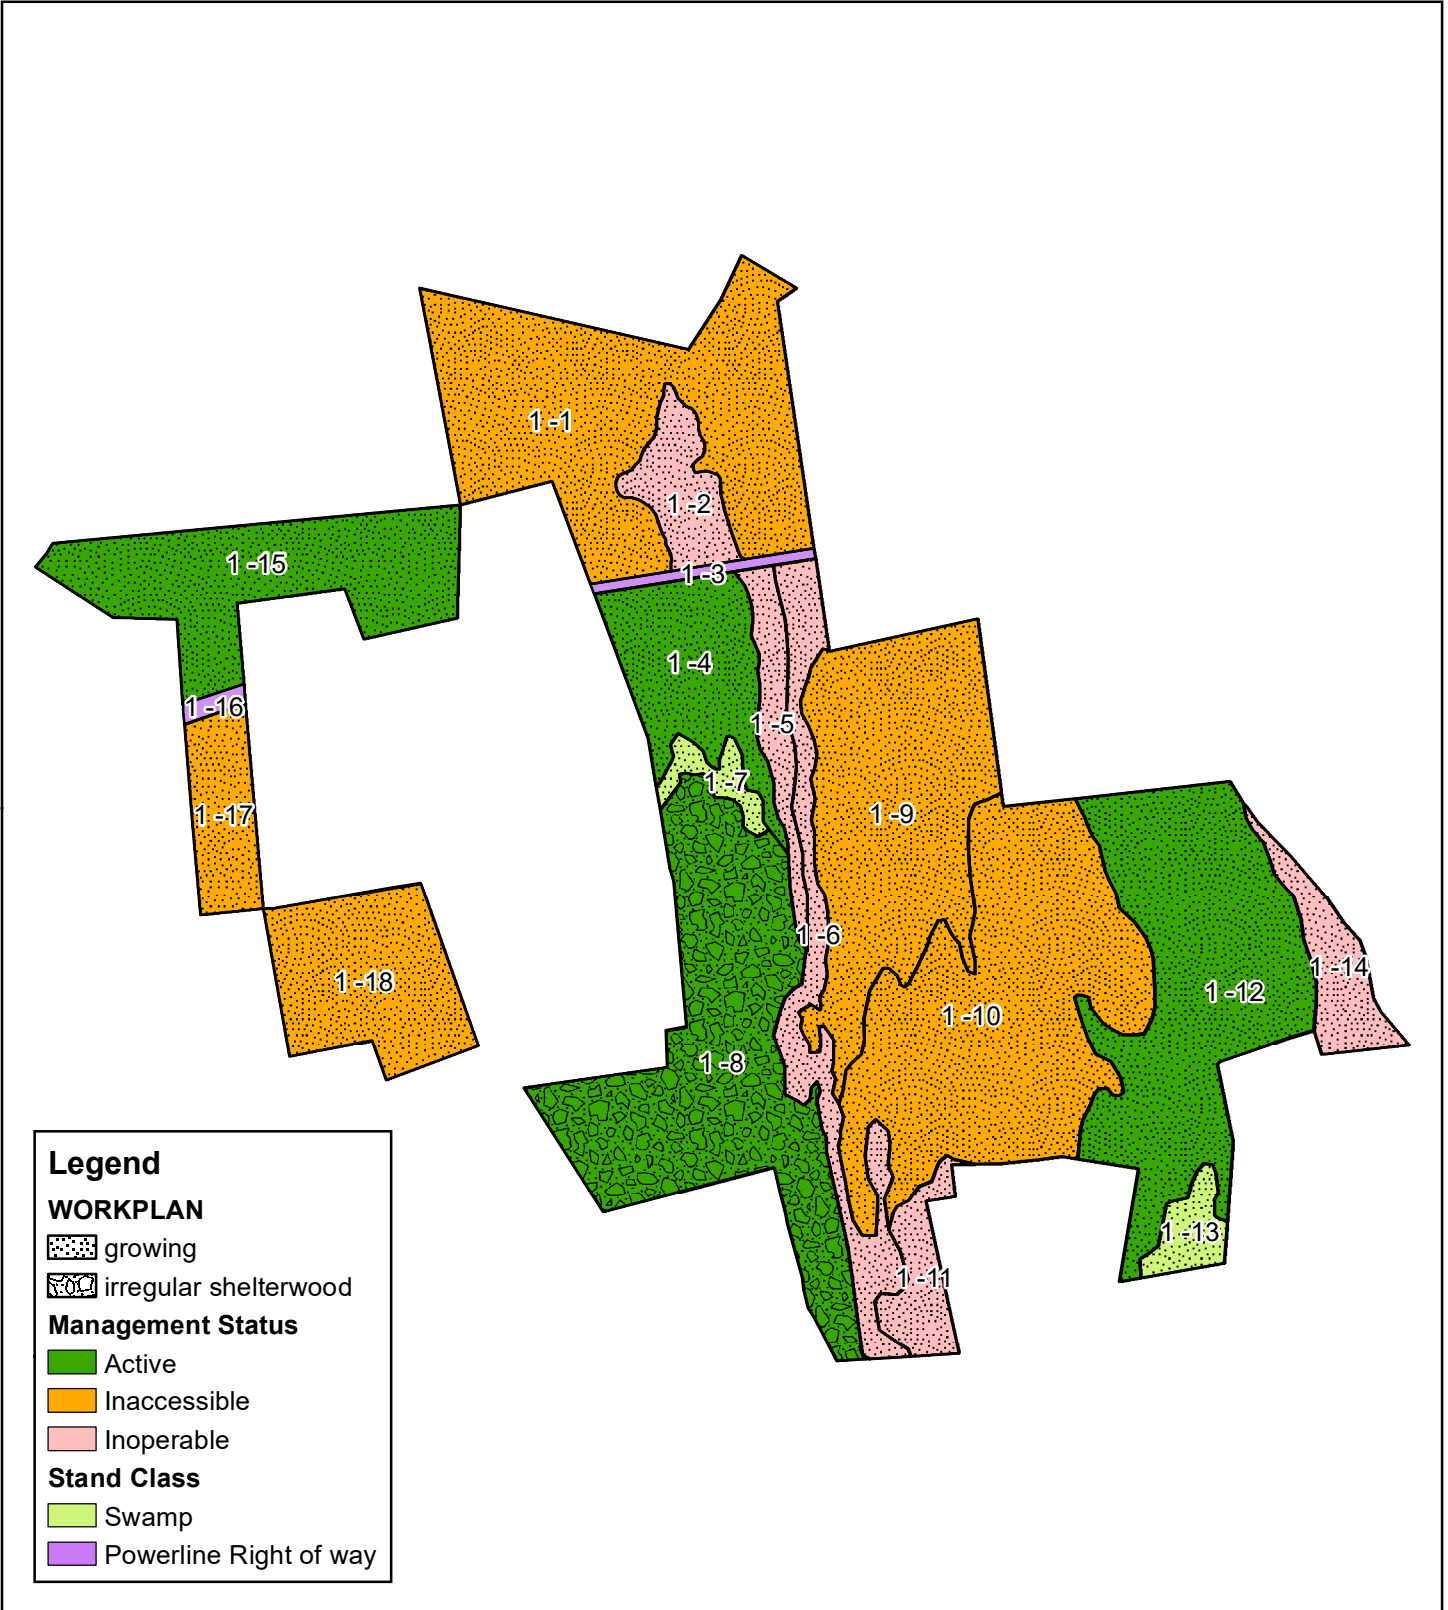 1 -1
1 -2
1 -15
1 -3
1 -4
1 -16
1 -5
1 -7
1 -17
1 -9
1 -6
1 -18
1 -14
1 -12
1 -10
1 -8
1 -13
1 -11
Legend
WORKPLAN
growing
irregular shelterwood
Management Status
Active
Inaccessible
Inoperable
Stand Class
Swamp
Powerline Right of way